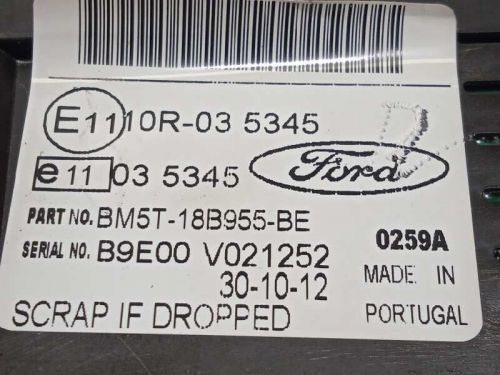 E11 10R-03 5345
e11 03 5345
Ford
PART NO. BM5T-18B955-BE
SERIAL NO. B9E00 V021252
0259A
30-10-12
MADE IN
SCRAP IF DROPPED
PORTUGAL